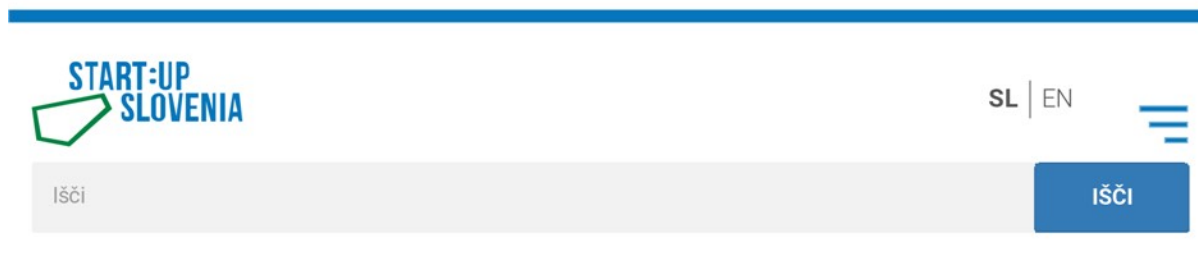 START:UP
SLOVENIA
SL | EN
Išči
IŠČI